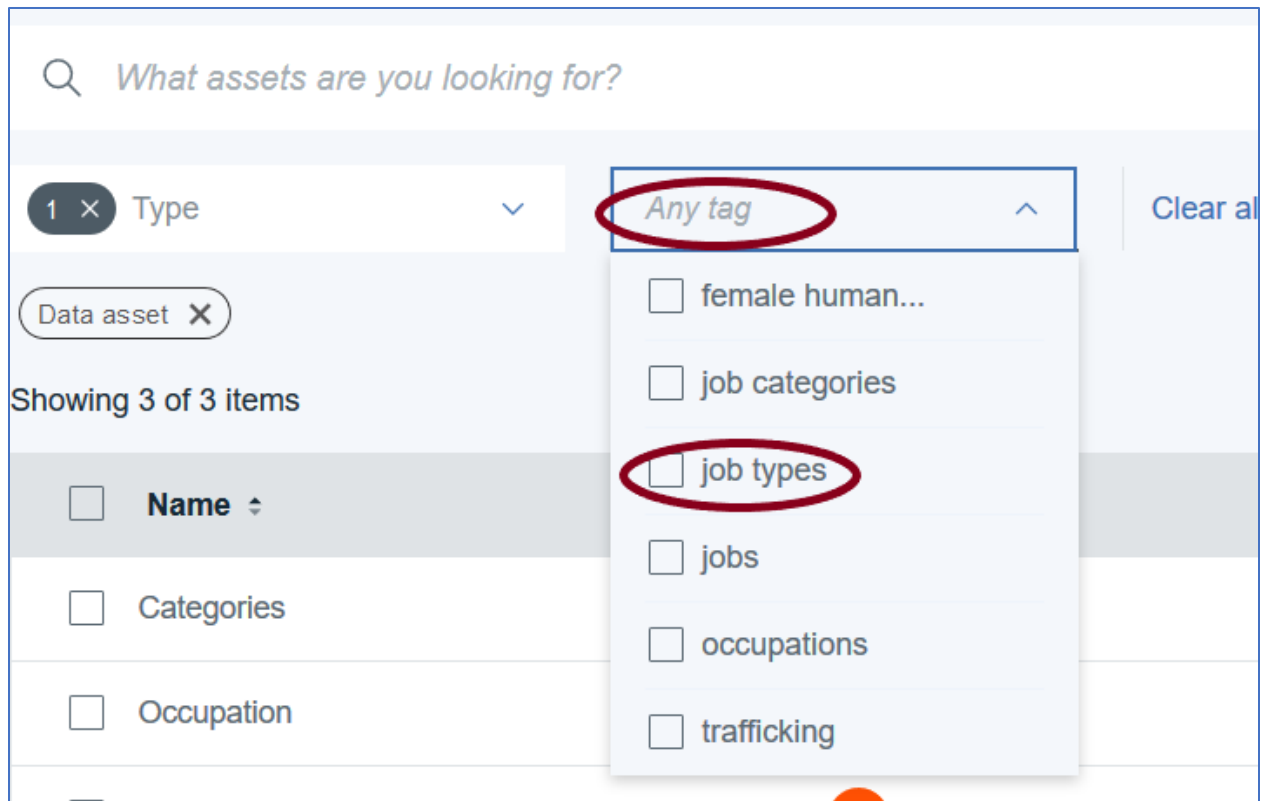 What assets are you looking for?
1 × Type
Any tag
Clear al
Data asset ×
Showing 3 of 3 items
Name
Categories
Occupation
female human...
job categories
job types
jobs
occupations
trafficking